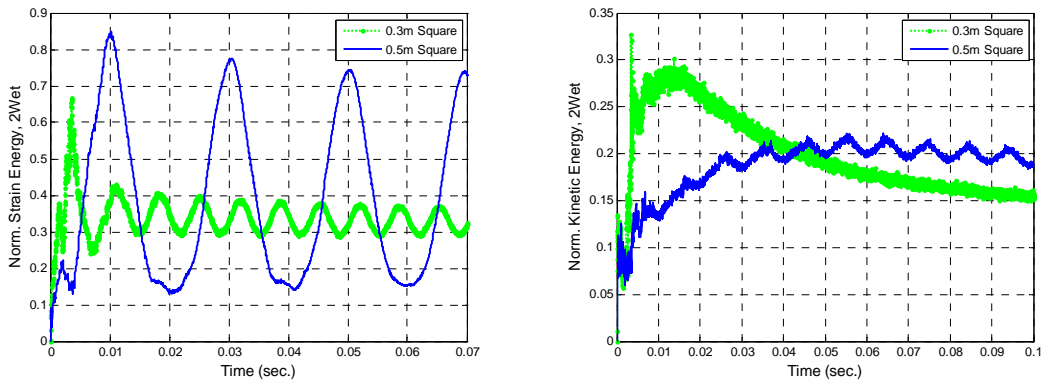 0.9
0.8
0.7
0.6
0.5
0.4
0.3
0.2
0.1
0
Norm. Strain Energy, 2Wet
0.3m Square
0.5m Square
0 0.01 0.02 0.03 0.04 0.05 0.06 0.07
Time (sec.)
0.35
0.3
0.25
0.2
0.15
0.1
0.05
0
Norm. Kinetic Energy, 2Wet
0.3m Square
0.5m Square
0 0.01 0.02 0.03 0.04 0.05 0.06 0.07 0.08 0.09 0.1
Time (sec.)